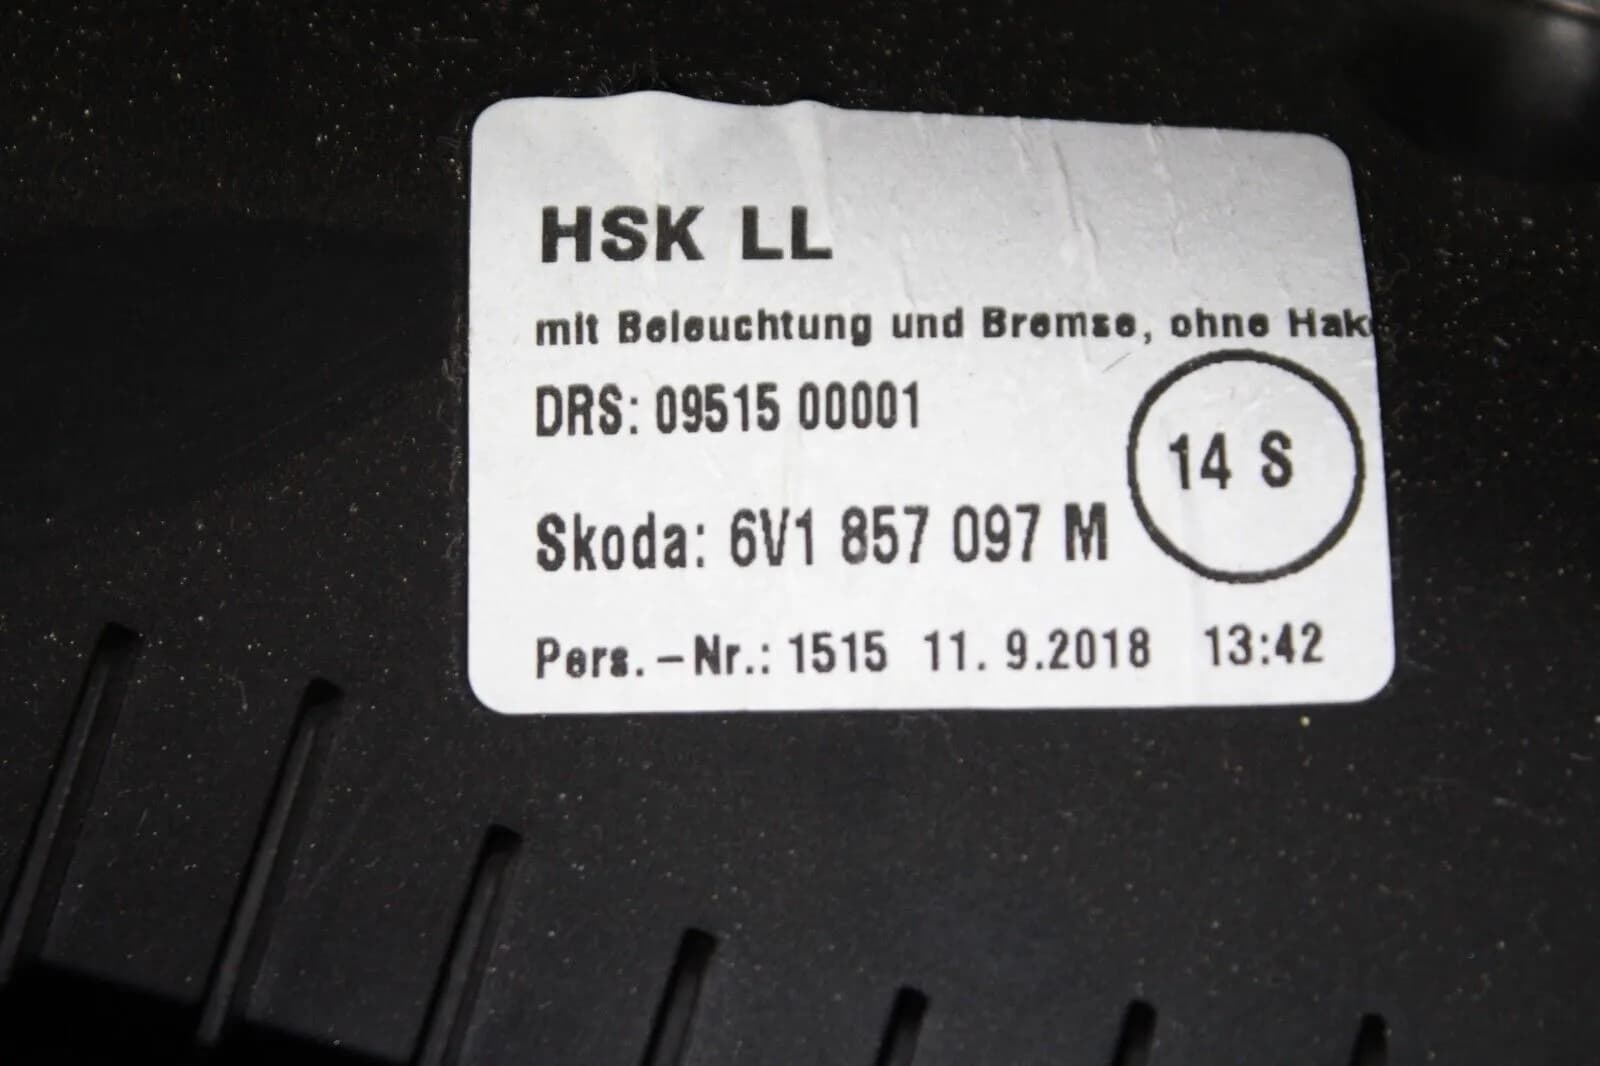 HSK LL
mit Beleuchtung und Bremse, ohne Hak
DRS: 09515 00001
14 S
Skoda: 6V1 857 097 M
Pers.-Nr.: 1515 11. 9.2018 13:42